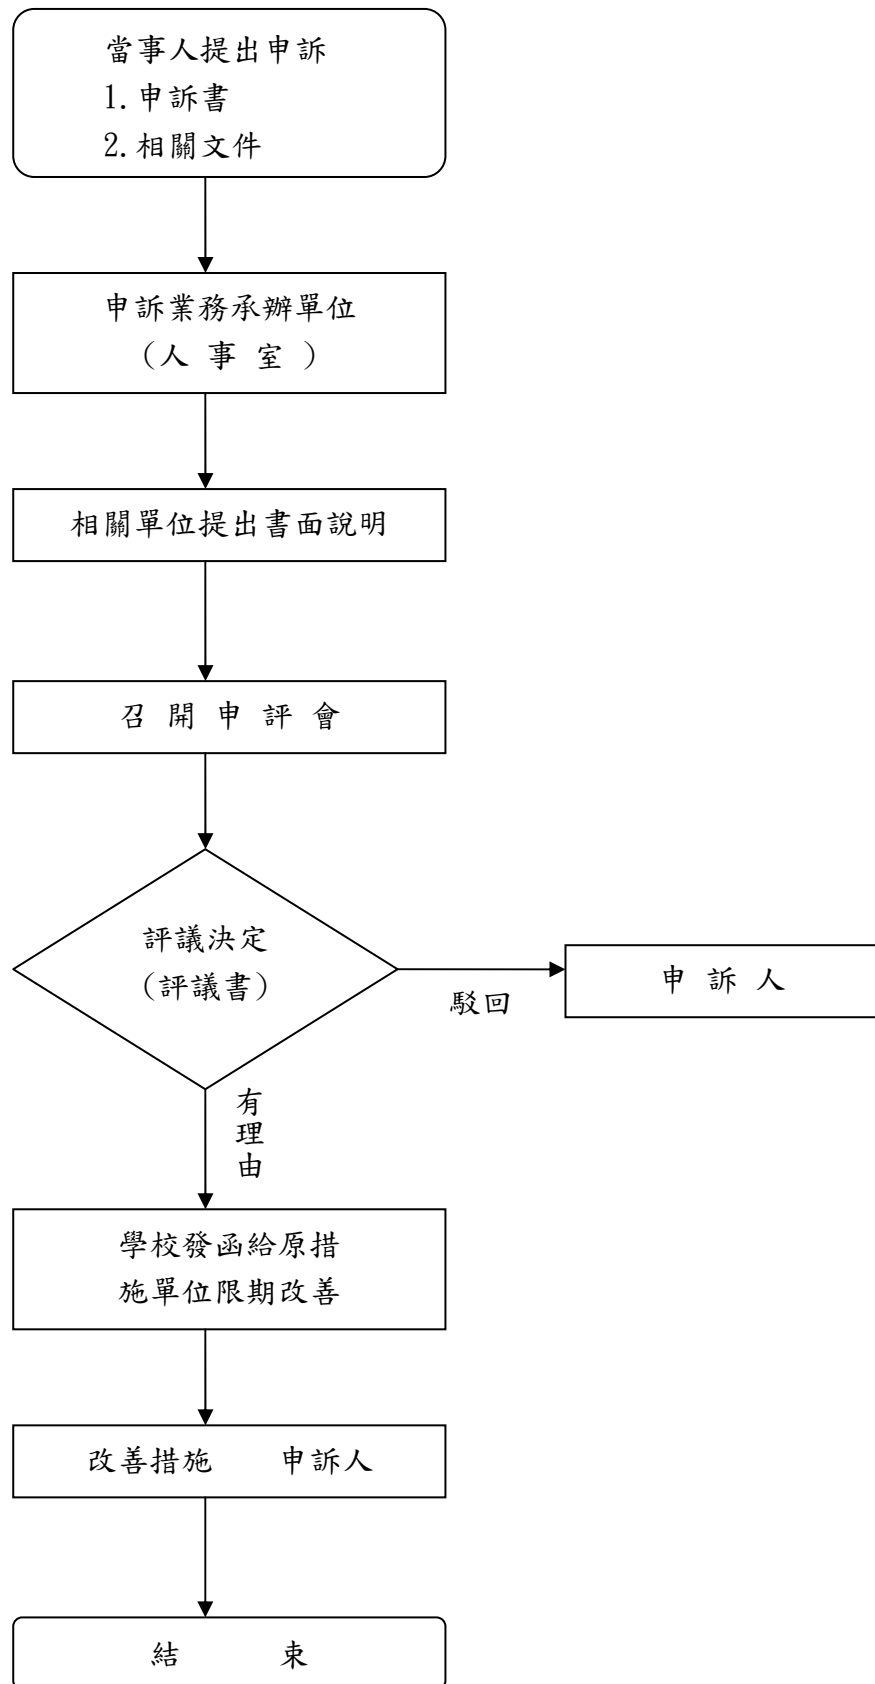 當事人提出申訴
1.申訴書
2.相關文件
申訴業務承辦單位
(人 事 室 )
相關單位提出書面說明
召 開 申 評 會
評議決定
(評議書)
駁回
申 訴 人
有
理
由
學校發函給原措
施單位限期改善
改善措施　　申訴人
結　　　束